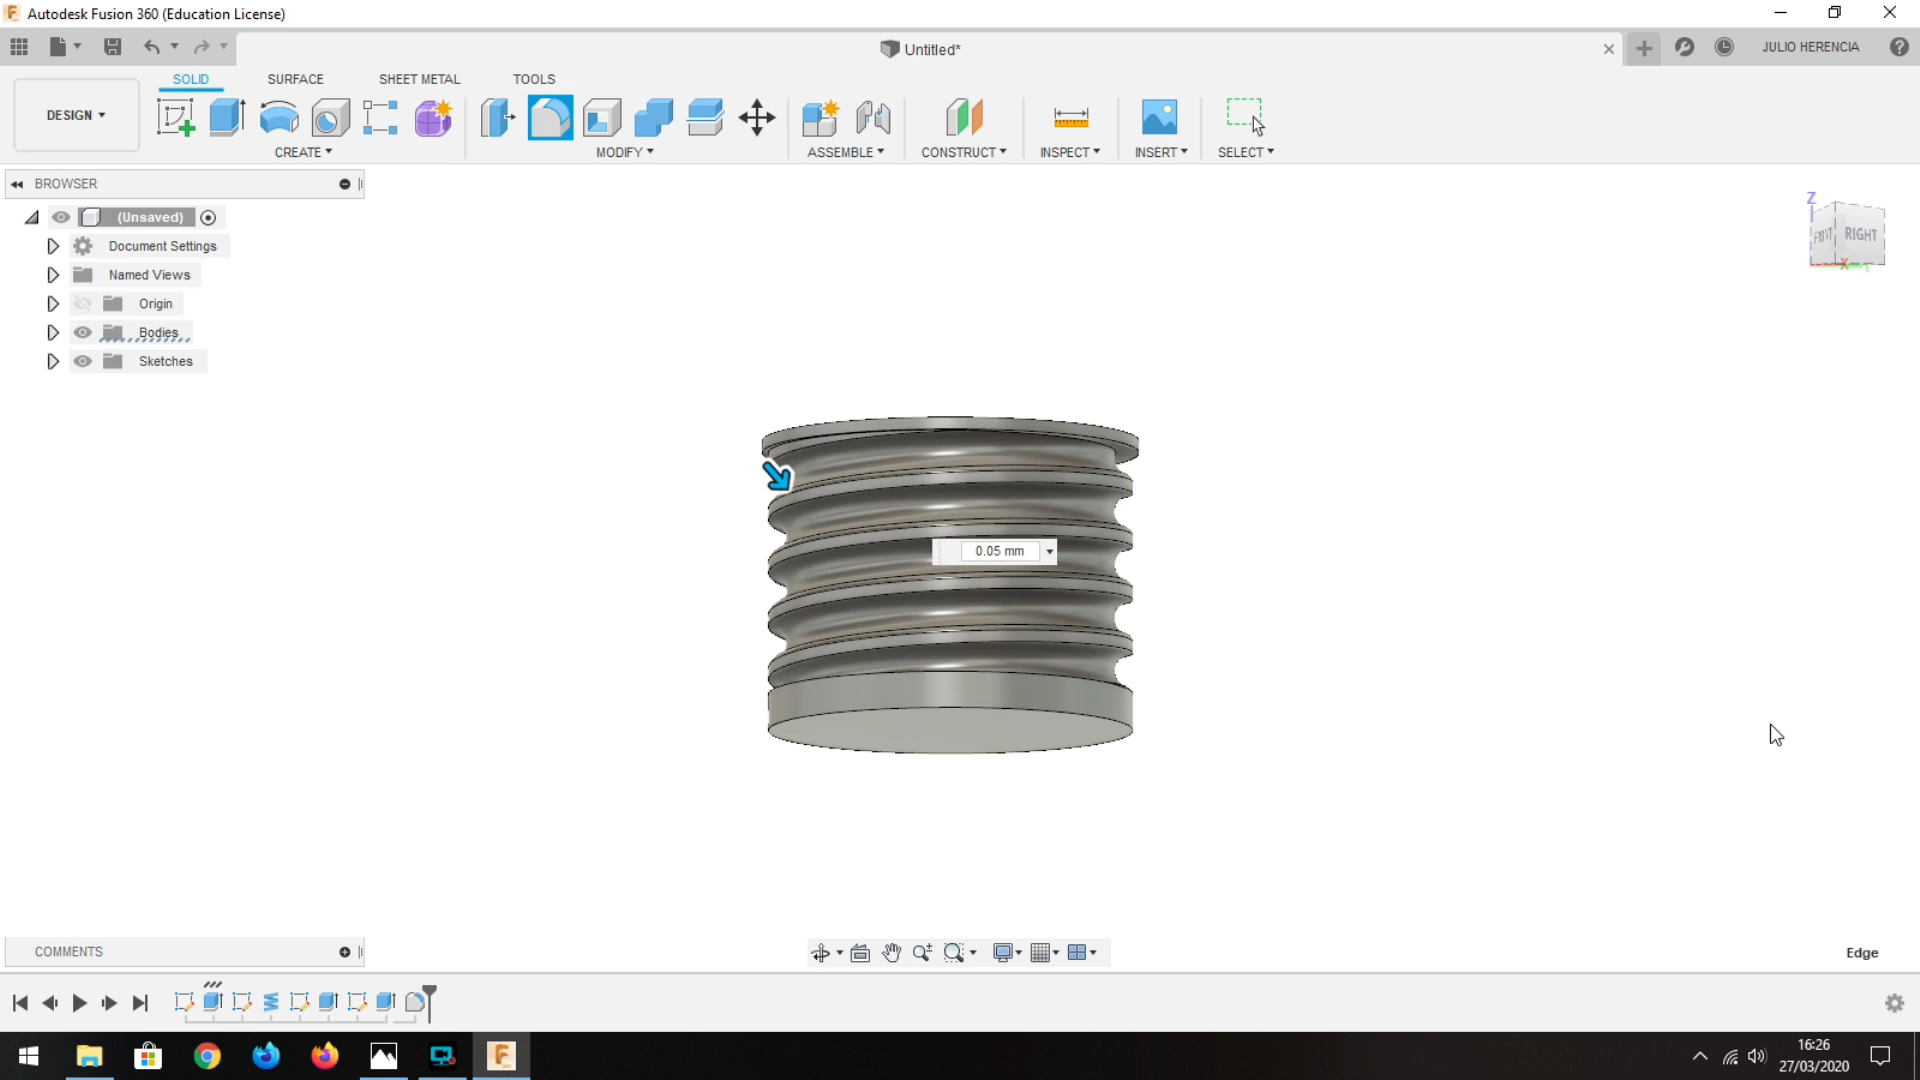 Autodesk Fusion 360 (Education License)
Untitled*
JULIO HERENCIA
SOLID
SURFACE
SHEET METAL
TOOLS
DESIGN
CREATE
MODIFY
ASSEMBLE
CONSTRUCT
INSPECT
INSERT
SELECT
BROWSER
(Unsaved)
Document Settings
Named Views
Origin
Bodies
Sketches
Z
FRONT
RIGHT
X
0.05 mm
COMMENTS
Edge
16:26
27/03/2020